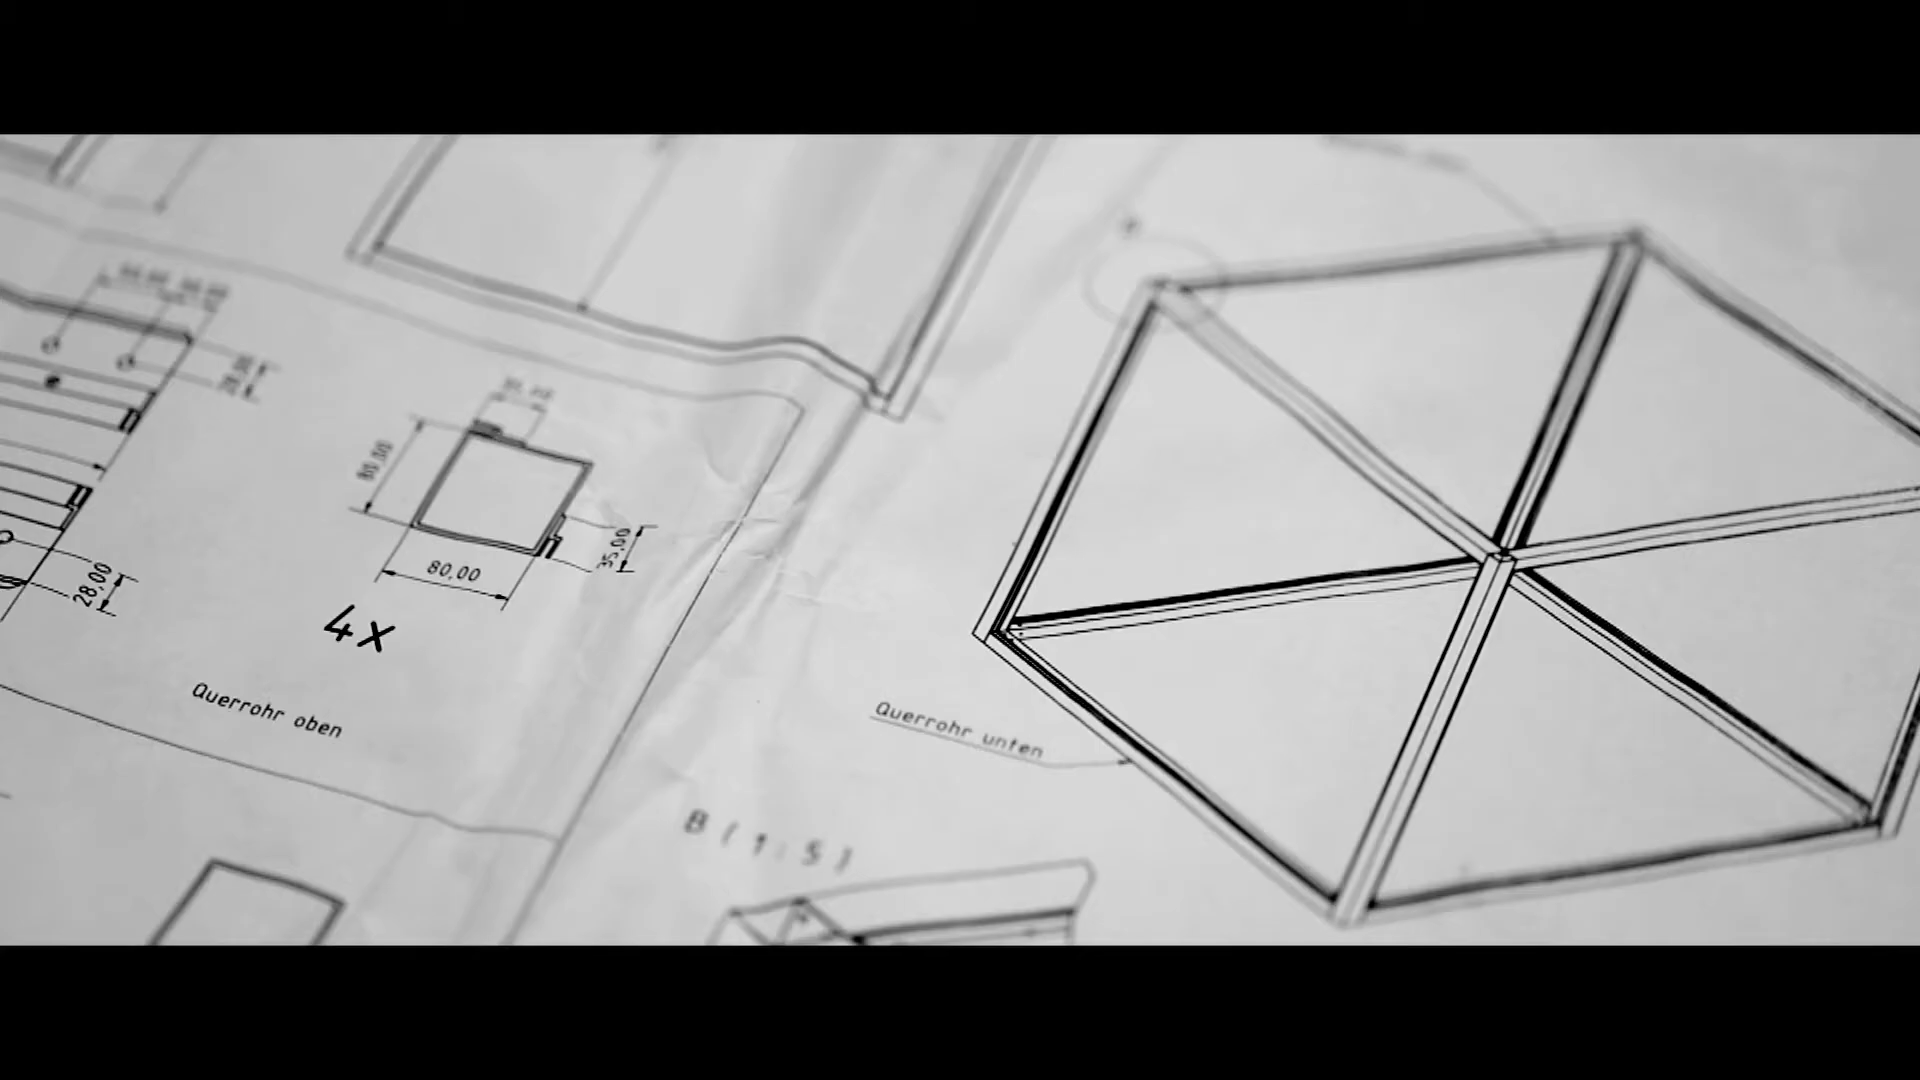 28,00
80,00
80,00
35,00
28,00
4x
Querrohr oben
Querrohr unten
B ( 1 : 5 )